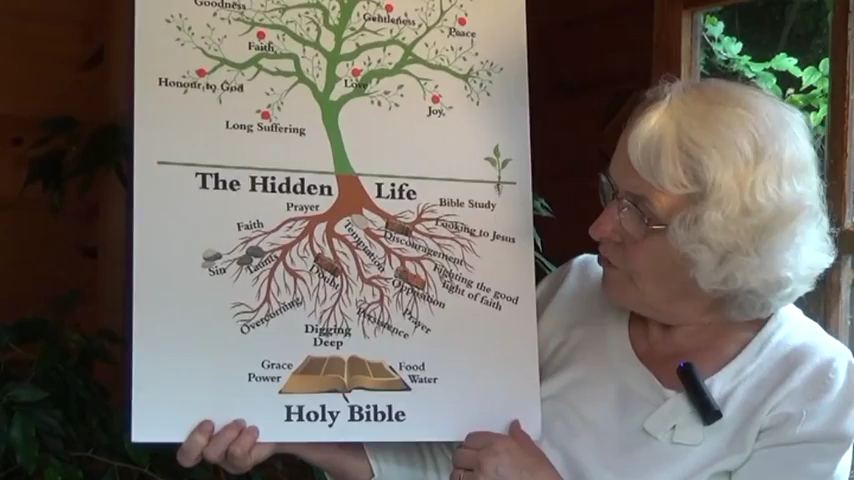 Goodness
Gentleness
Peace
Faith,
Honour, to God
Love
Joy,
Long Suffering
The Hidden Life
Prayer
Bible Study
Faith
Looking to Jesus
Temptation
Discouragement
Sin
Taunts
Doubt
Opposition
Fighting the good
fight of faith
Overcoming
Persistence
Prayer
Digging
Deep
Grace
Power
Food
Water
Holy Bible